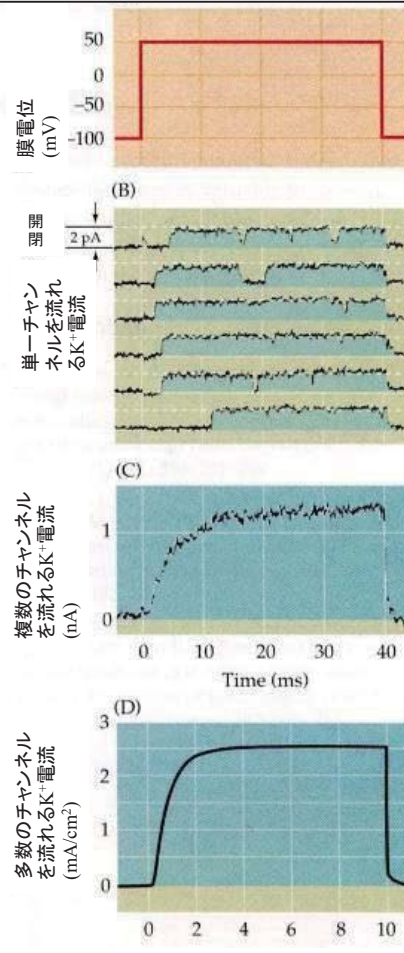 50
0
–50
–100
膜電位
(mV)
(B)
開
閉
2 pA
単一チャン
ネルを流れ
るK⁺電流
(C)
1
0
複数のチャンネル
を流れるK⁺電流
(nA)
0 10 20 30 40
Time (ms)
(D)
3
2
1
0
多数のチャンネル
を流れるK⁺電流
(mA/cm²)
0 2 4 6 8 10